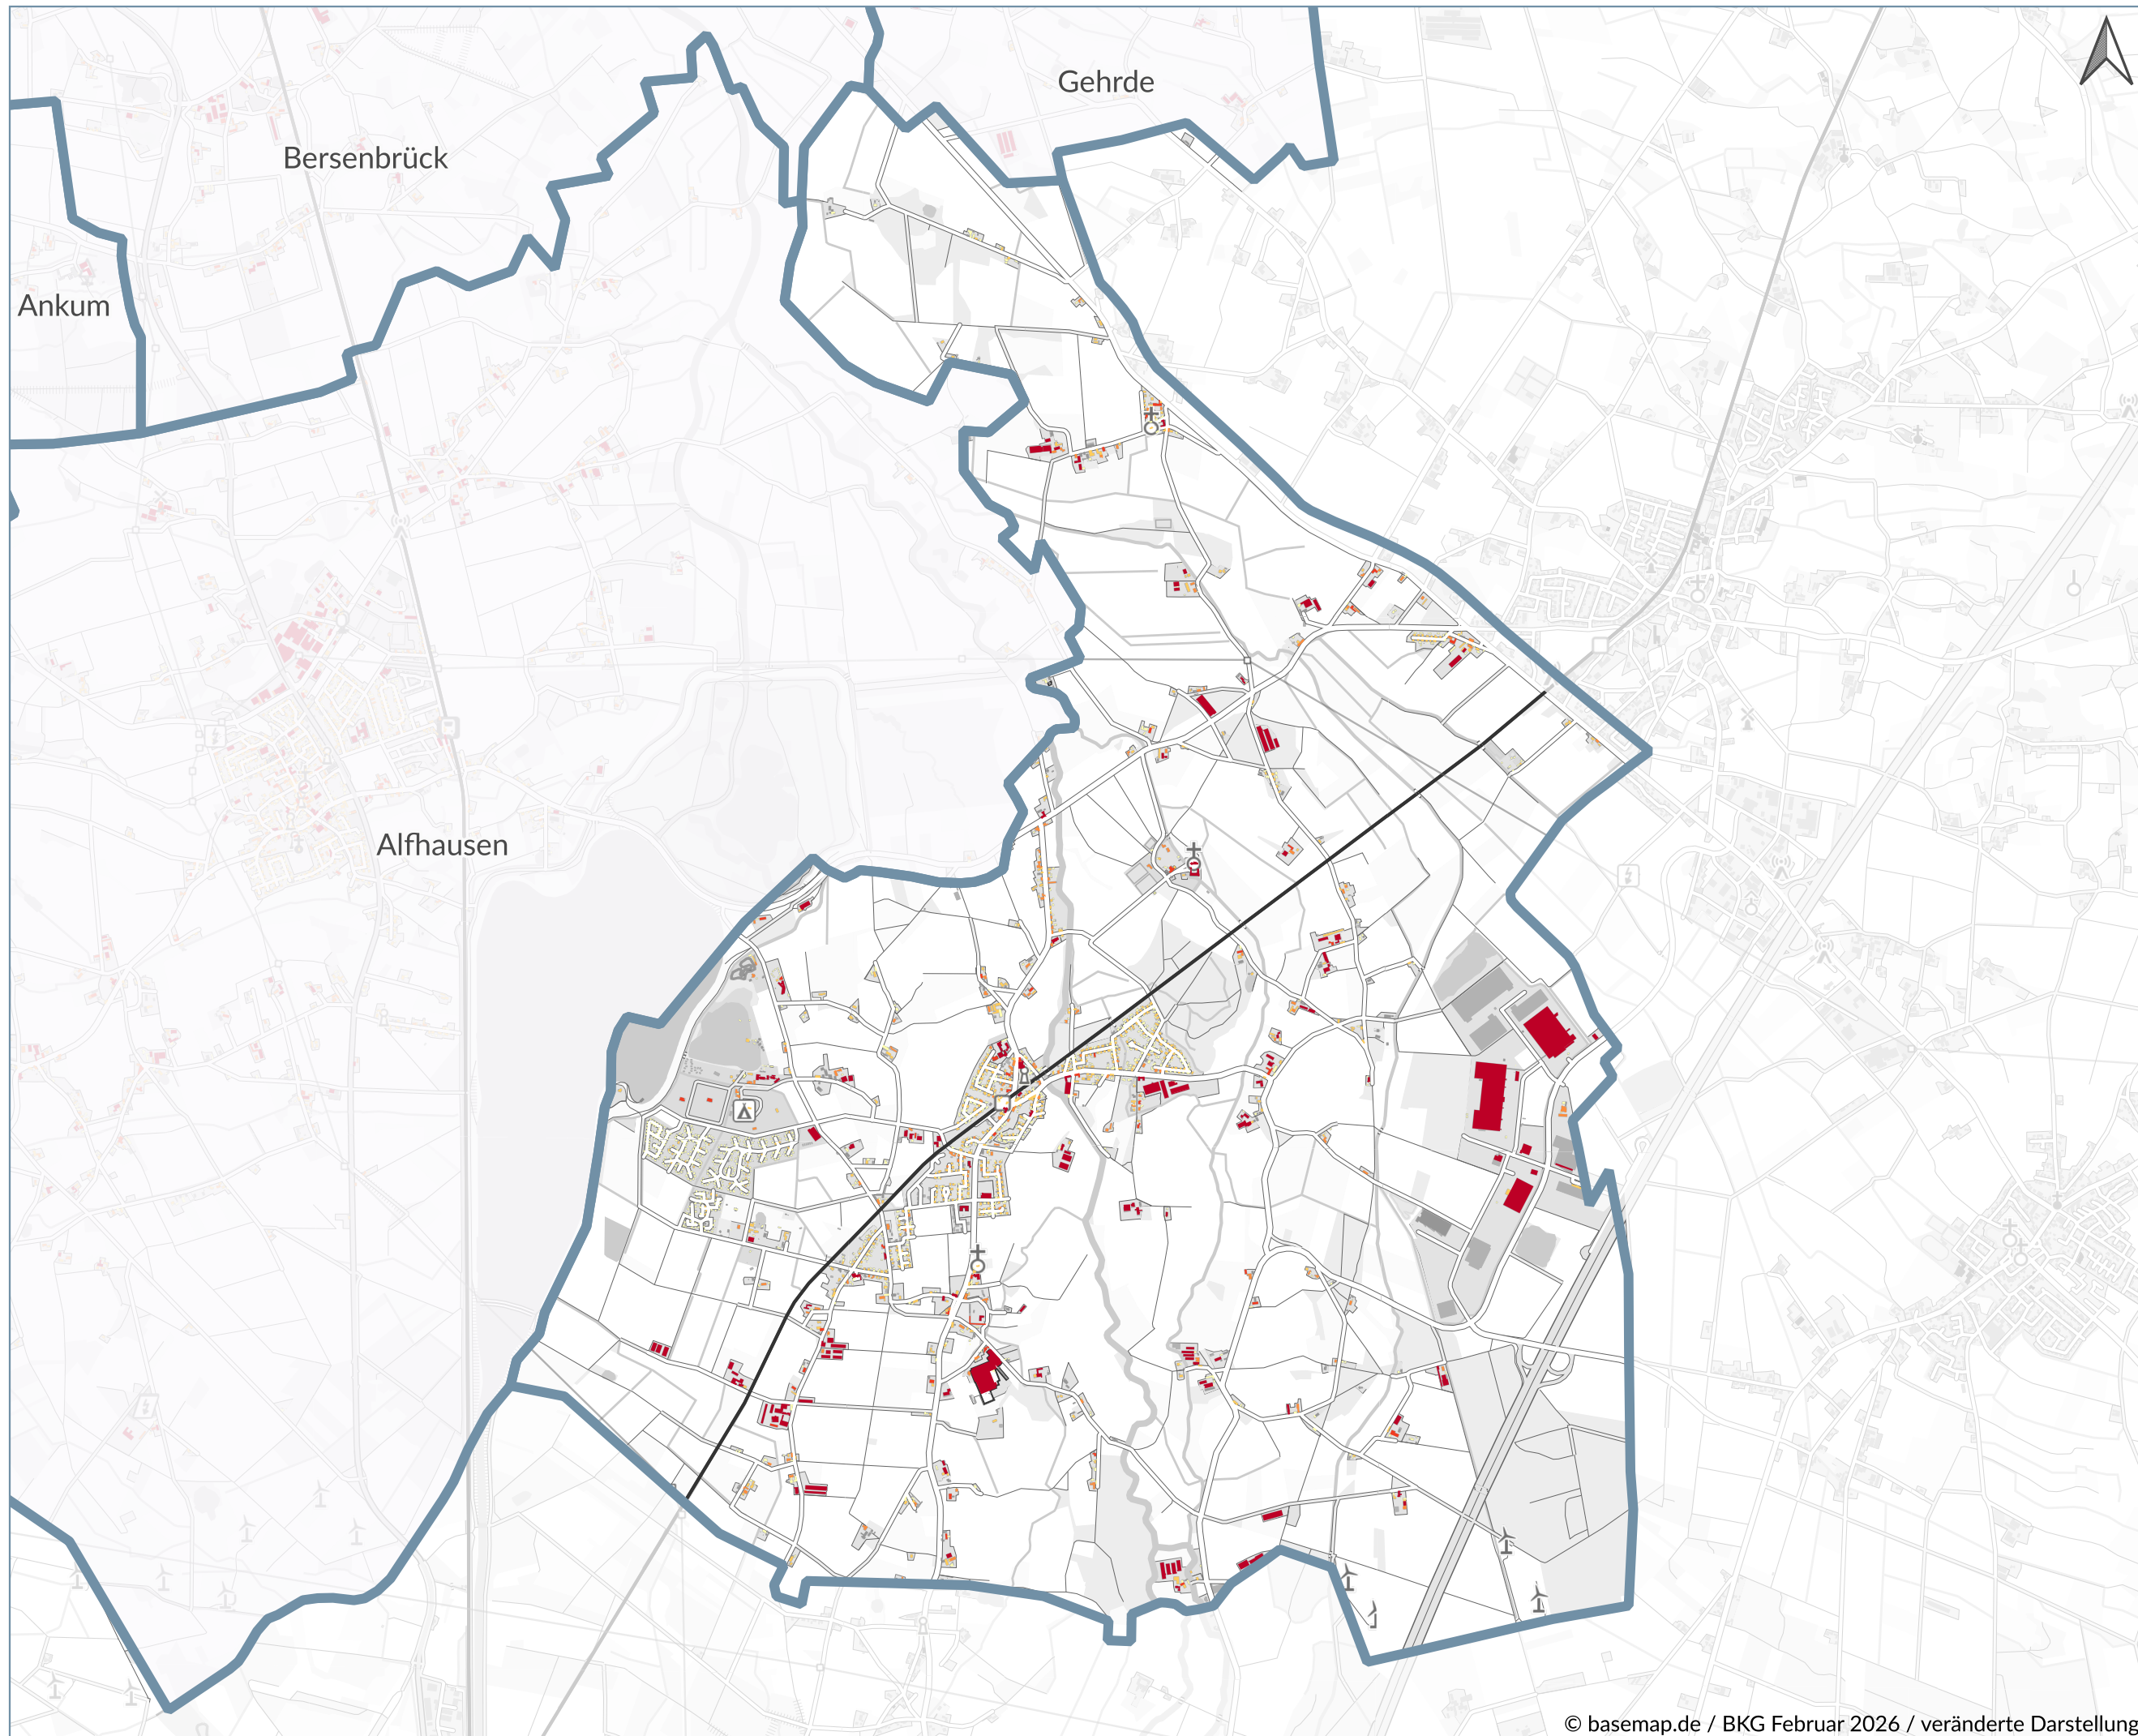 Gehrde
Bersenbrück
Ankum
Alfhausen
© basemap.de / BKG Februar 2026 / veränderte Darstellung